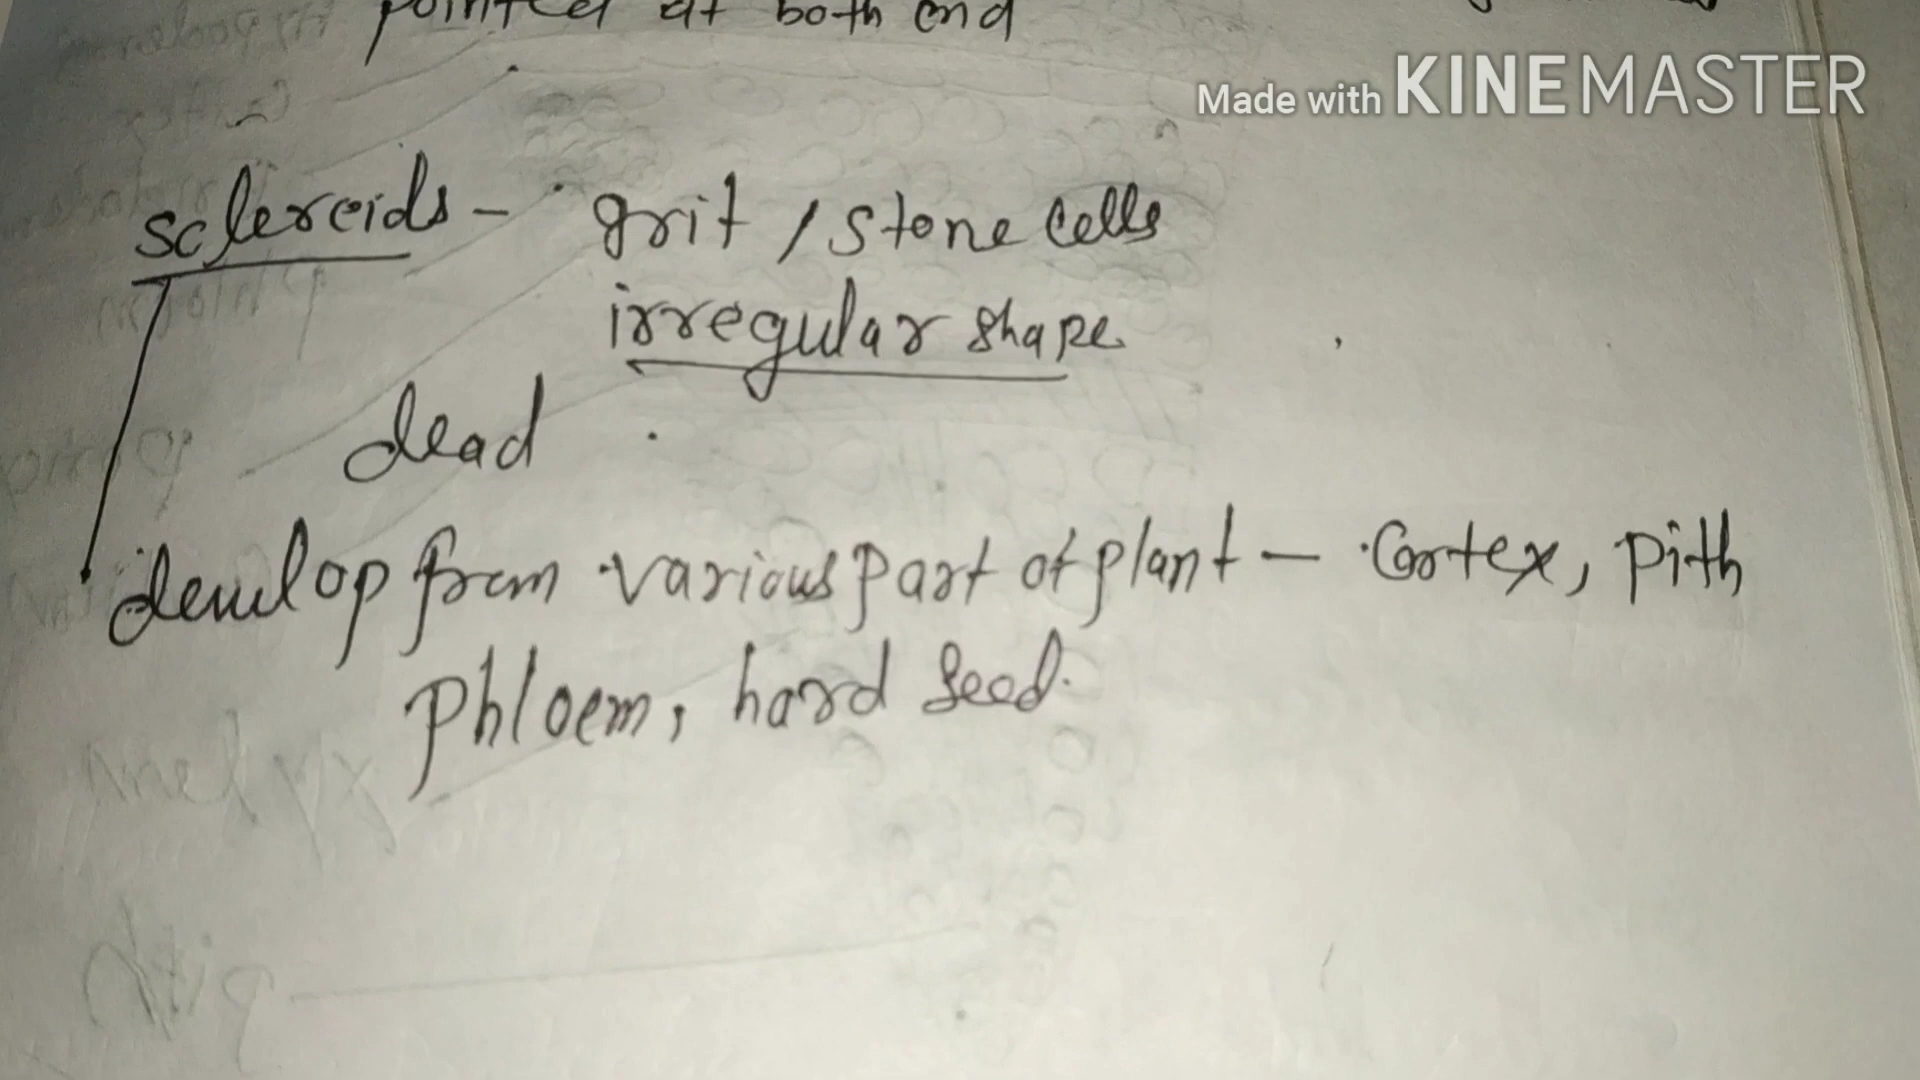 pointed at both end
Made with KINEMASTER
scleroids - grit / stone cells
irregular shape
dead
develop from various part of plant - Cortex, pith
Phloem, hard seed.